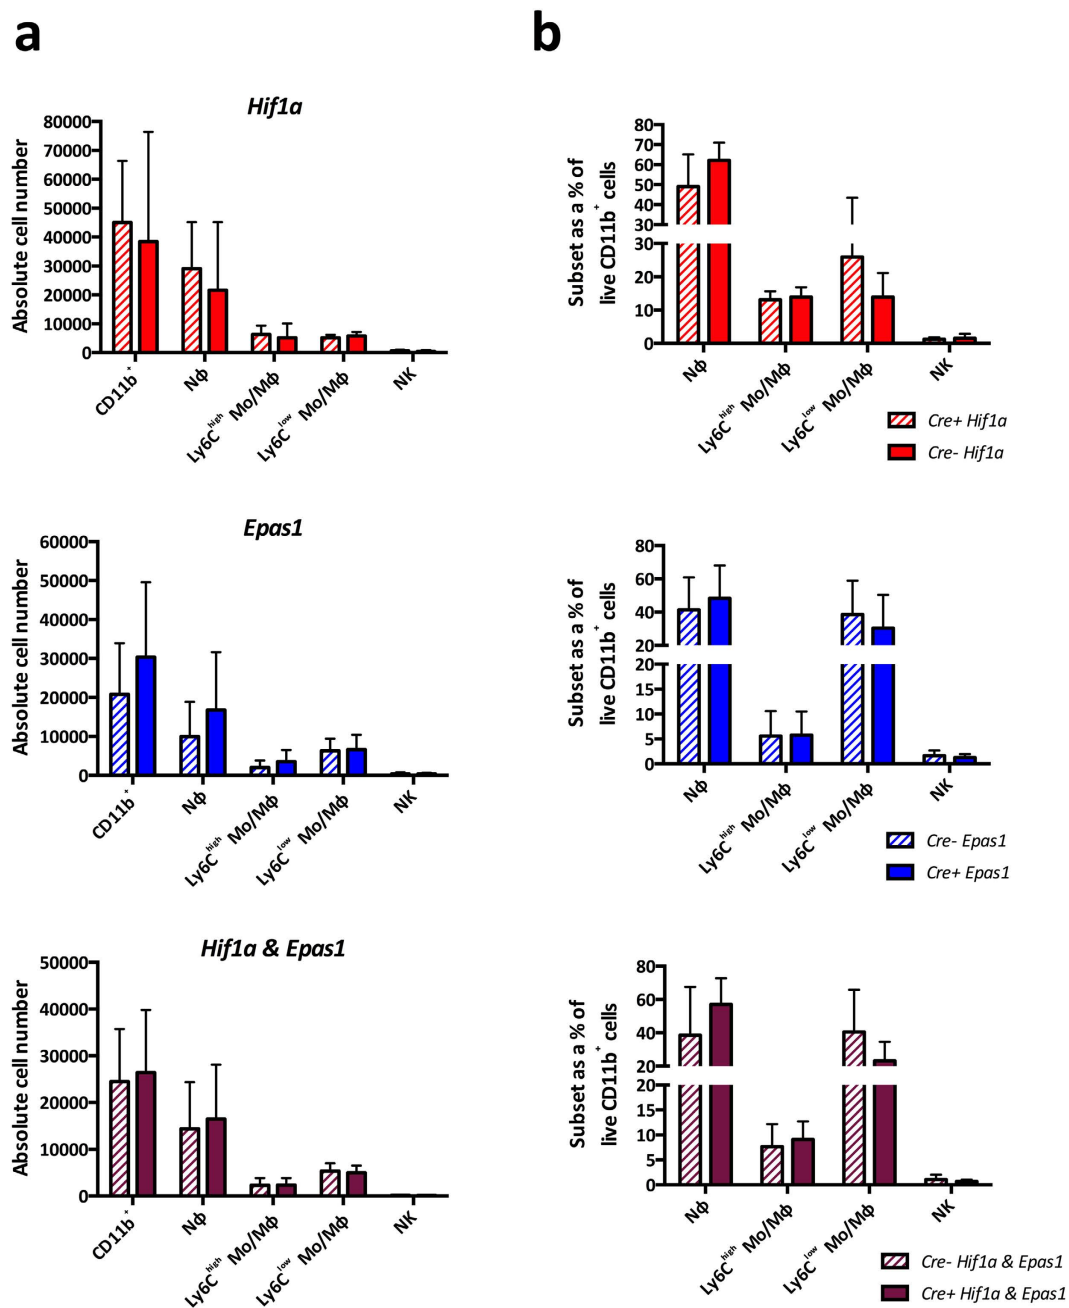 a
b
Hif1a
Absolute cell number
80000
70000
60000
50000
40000
30000
20000
10000
0
CD11b+
Nϕ
Ly6Chigh Mo/Mϕ
Ly6Clow Mo/Mϕ
NK
Subset as a % of
live CD11b+ cells
80
70
60
50
40
30
30
20
10
0
Nϕ
Ly6Chigh Mo/Mϕ
Ly6Clow Mo/Mϕ
NK
Cre+ Hif1a
Cre- Hif1a
Epas1
Absolute cell number
60000
50000
40000
30000
20000
10000
0
CD11b+
Nϕ
Ly6Chigh Mo/Mϕ
Ly6Clow Mo/Mϕ
NK
Subset as a % of
live CD11b+ cells
80
60
40
20
20
15
10
5
0
Nϕ
Ly6Chigh Mo/Mϕ
Ly6Clow Mo/Mϕ
NK
Cre- Epas1
Cre+ Epas1
Hif1a & Epas1
Absolute cell number
50000
40000
30000
20000
10000
0
CD11b+
Nϕ
Ly6Chigh Mo/Mϕ
Ly6Clow Mo/Mϕ
NK
Subset as a % of
live CD11b+ cells
80
60
40
20
20
15
10
5
0
Nϕ
Ly6Chigh Mo/Mϕ
Ly6Clow Mo/Mϕ
NK
Cre- Hif1a & Epas1
Cre+ Hif1a & Epas1